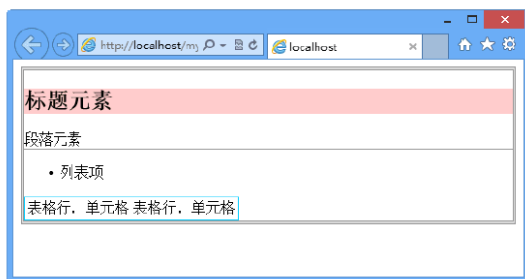 http://localhost/my
localhost
标题元素
段落元素
• 列表项
表格行，单元格 表格行，单元格